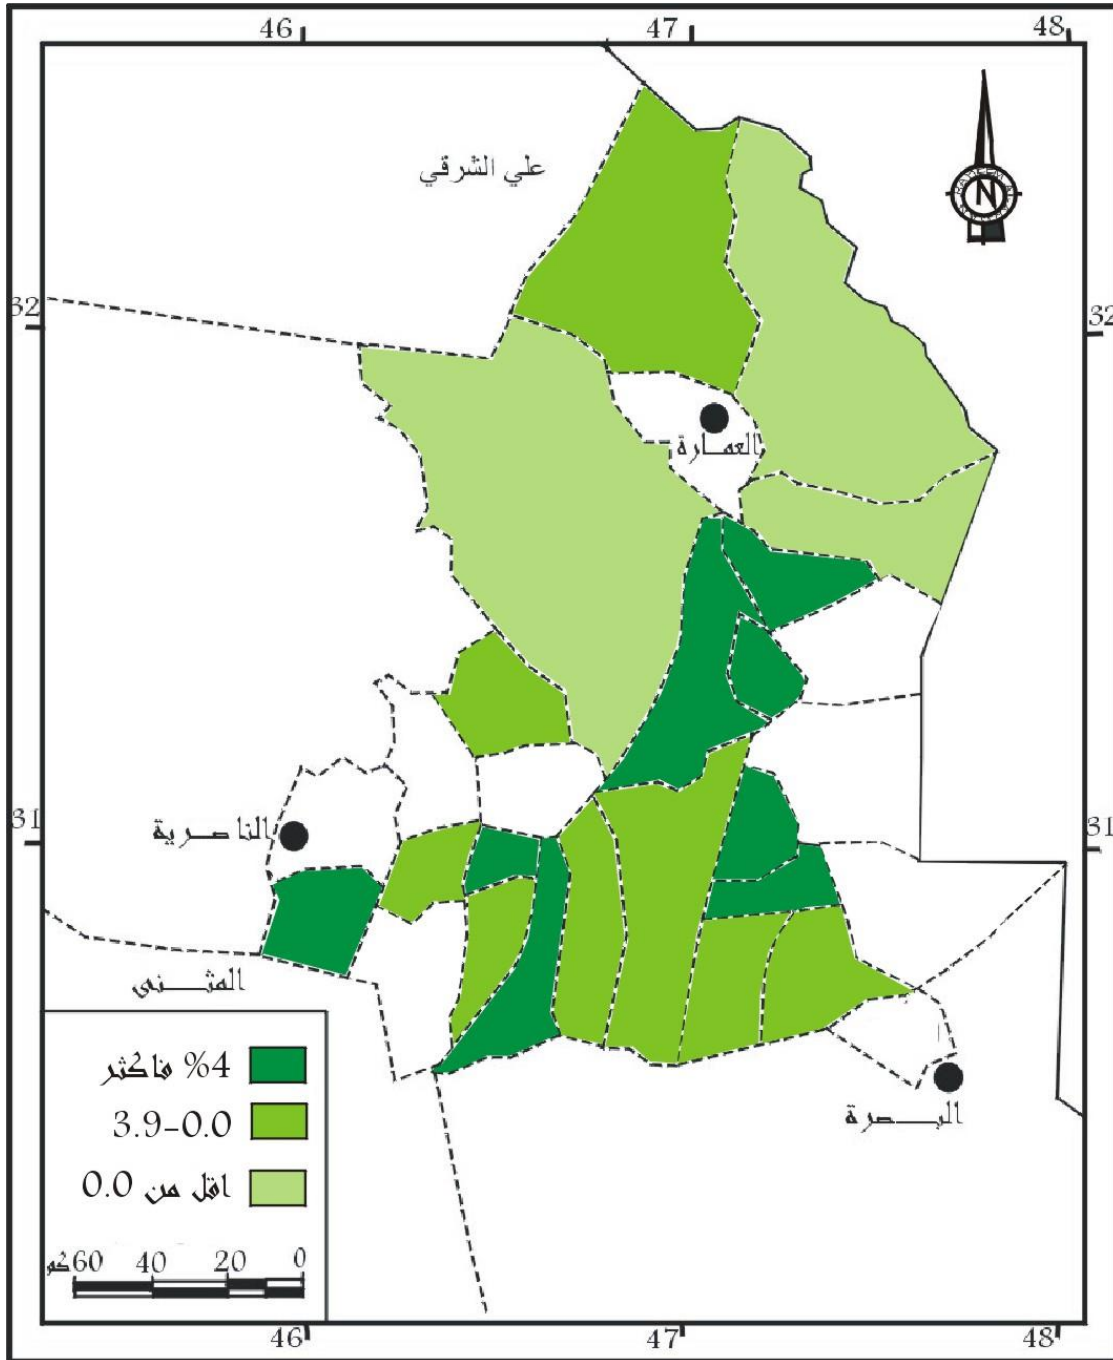 46 47 48
علي الشرقي
N
32 32
العمارة
31 31
الناصرية
المثنى
%4 فاكثر
3.9-0.0
اقل من 0.0
البصرة
60كم 40 20 0
46 47 48